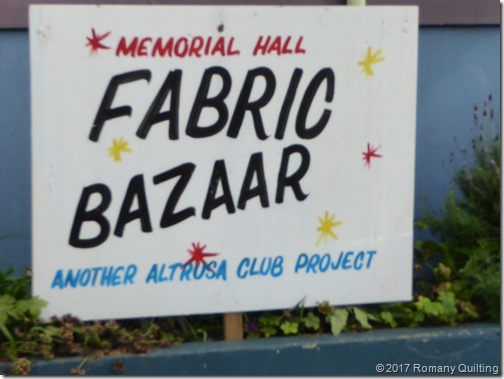 MEMORIAL HALL
FABRIC
BAZAAR
ANOTHER ALTRUSA CLUB PROJECT
©2017 Romany Quilting